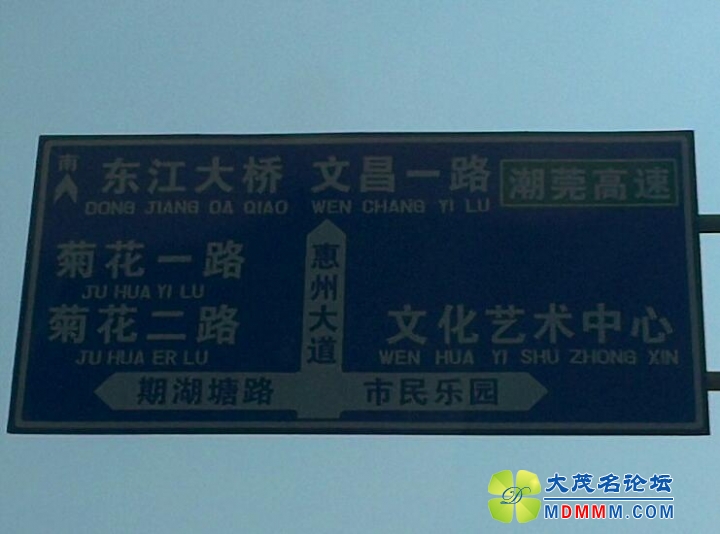 南
东江大桥 文昌一路 潮莞高速
DONG JIANG DA QIAO WEN CHANG YI LU
菊花一路
JU HUA YI LU
菊花二路
JU HUA ER LU
惠州大道
文化艺术中心
WEN HUA YI SHU ZHONG XIN
期湖塘路 市民乐园
大茂名论坛
MDMMM.COM